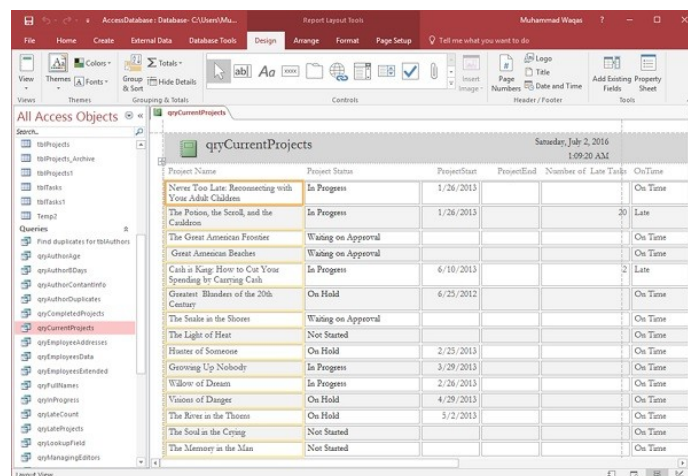 AccessDatabase : Database- C:\Users\Mu...
Report Layout Tools
Muhammad Waqas
?
File Home Create External Data Database Tools Design Arrange Format Page Setup Tell me what you want to do
View
Themes
Colors
Fonts
Group & Sort
Totals
Hide Details
ab|
Aa
xxxx
Insert Image
Page Numbers
Logo
Title
Date and Time
Add Existing Fields
Property Sheet
Views Themes Grouping & Totals Controls Header / Footer Tools
All Access Objects
qryCurrentProjects
Search...
tblProjects
tblProjects_Archive
tblProjects1
tblTasks
tblTasks1
Temp2
Queries
Find duplicates for tblAuthors
qryAuthorAge
qryAuthorBDays
qryAuthorContantInfo
qryAuthorDuplicates
qryCompletedProjects
qryCurrentProjects
qryEmployeeAddresses
qryEmployeesData
qryEmployeesExtended
qryFullNames
qryInProgress
qryLateCount
qryLateProjects
qryLookupField
qryManagingEditors
qryCurrentProjects
Saturday, July 2, 2016
1:09:20 AM
Project Name Project Status ProjectStart ProjectEnd Number of Late Tasks OnTime
Never Too Late: Reconnecting with In Progress 1/26/2013 On Time
Your Adult Children
The Potion, the Scroll, and the In Progress 1/26/2013 20 Late
Cauldron
The Great American Frontier Waiting on Approval On Time
Great American Beaches Waiting on Approval On Time
Cash is King: How to Cut Your In Progress 6/10/2013 2 Late
Spending by Carrying Cash
Greatest Blunders of the 20th On Hold 6/25/2012 On Time
Century
The Snake in the Shores Waiting on Approval On Time
The Light of Heat Not Started On Time
Hunter of Someone On Hold 2/25/2013 On Time
Growing Up Nobody In Progress 3/29/2013 On Time
Willow of Dream In Progress 2/26/2013 On Time
Visions of Danger On Hold 4/29/2013 On Time
The River in the Thorns On Hold 5/2/2013 On Time
The Soul in the Crying Not Started On Time
The Memory in the Man Not Started On Time
Layout View